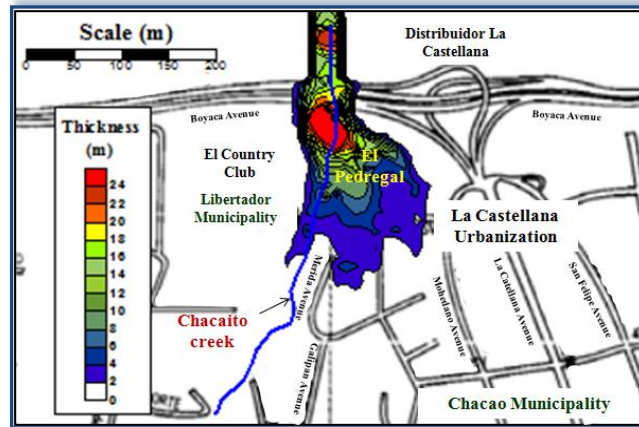 Scale (m)
0 50 100 150 200
Distribuidor La
Castellana
Boyaca Avenue
Boyaca Avenue
Thickness
(m)
24
22
20
18
16
14
12
10
8
6
4
2
0
El Country
Club
Libertador
Municipality
El
Pedregal
La Castellana
Urbanization
Chacaito
creek
Merida Avenue
Galipan Avenue
Mohedano Avenue
La Catellana Avenue
San Felipe Avenue
Chacao Municipality
ORTE